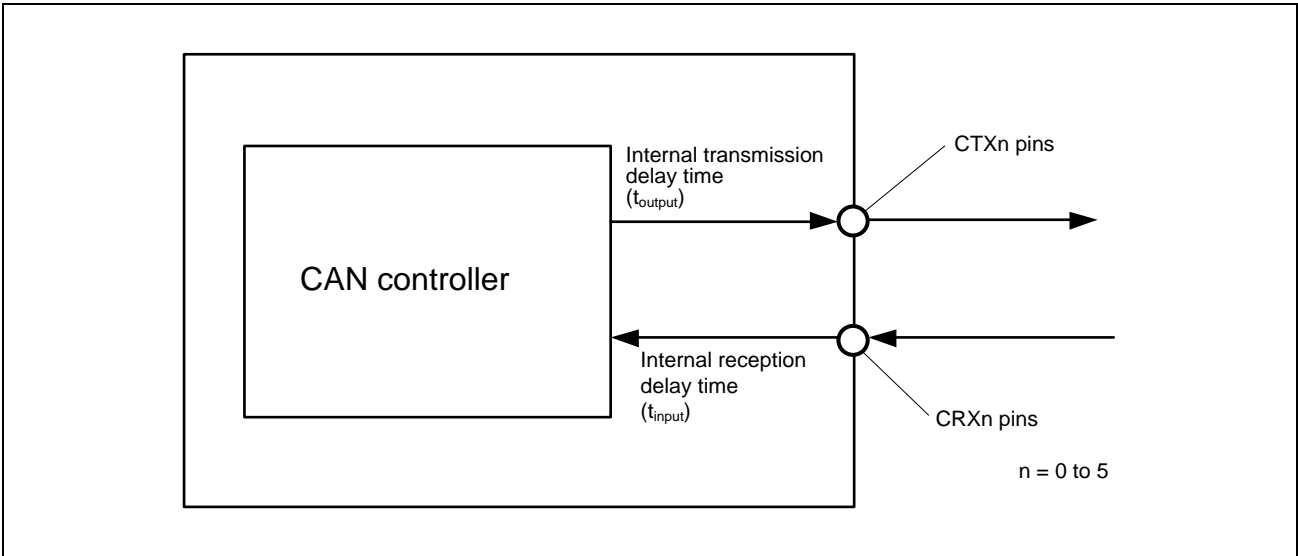 Internal transmission
delay time
(toutput)
CTXn pins
CAN controller
Internal reception
delay time
(tinput)
CRXn pins
n = 0 to 5